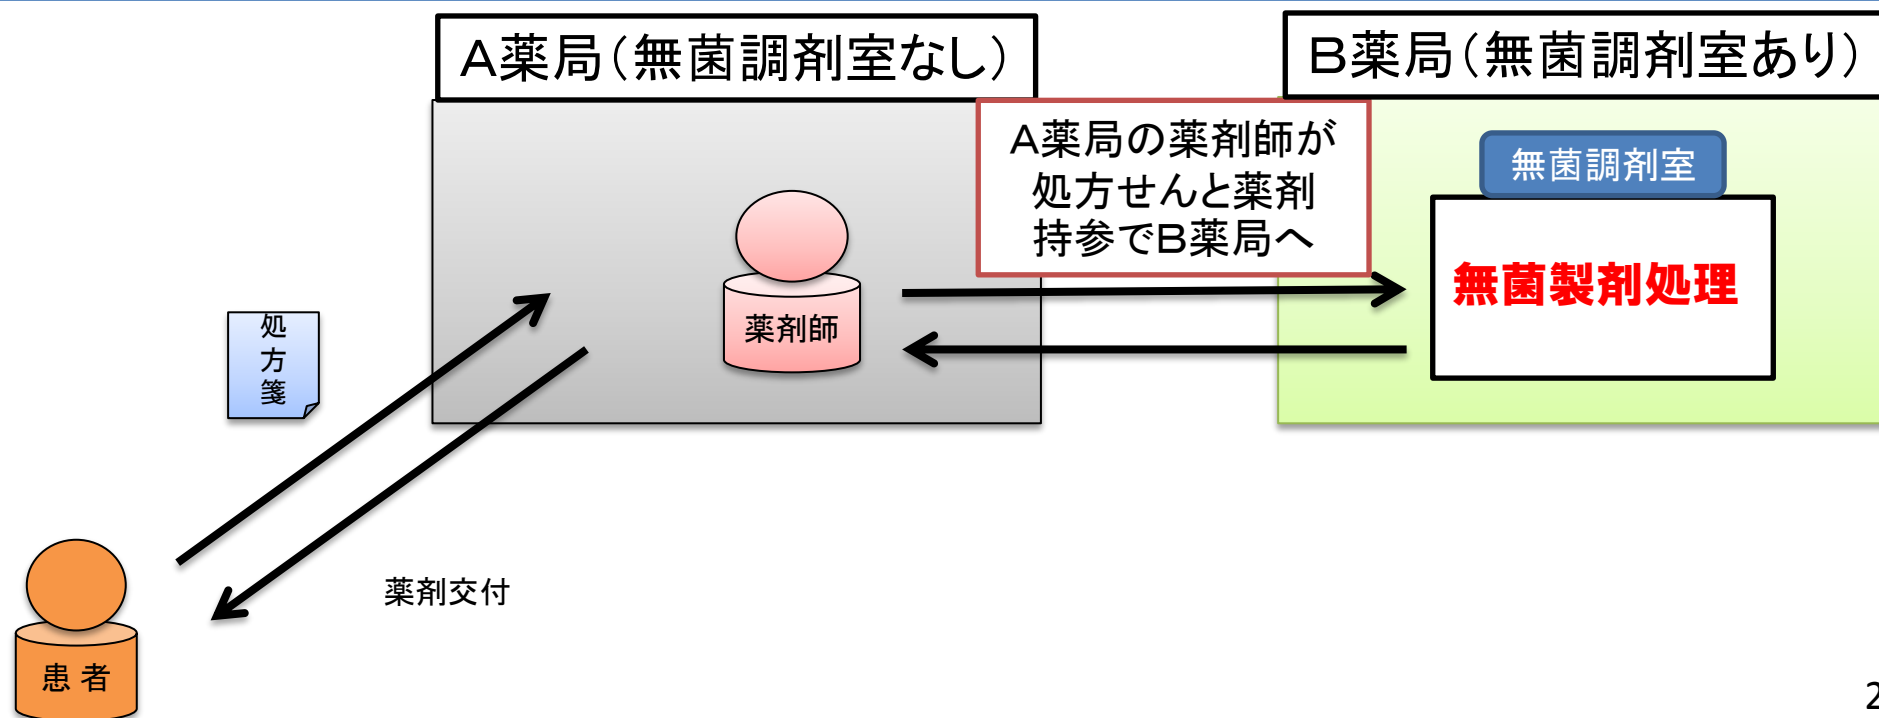 A薬局（無菌調剤室なし）
B薬局（無菌調剤室あり）
A薬局の薬剤師が
処方せんと薬剤
持参でB薬局へ
無菌調剤室
無菌製剤処理
薬剤師
処
方
箋
薬剤交付
患 者
2